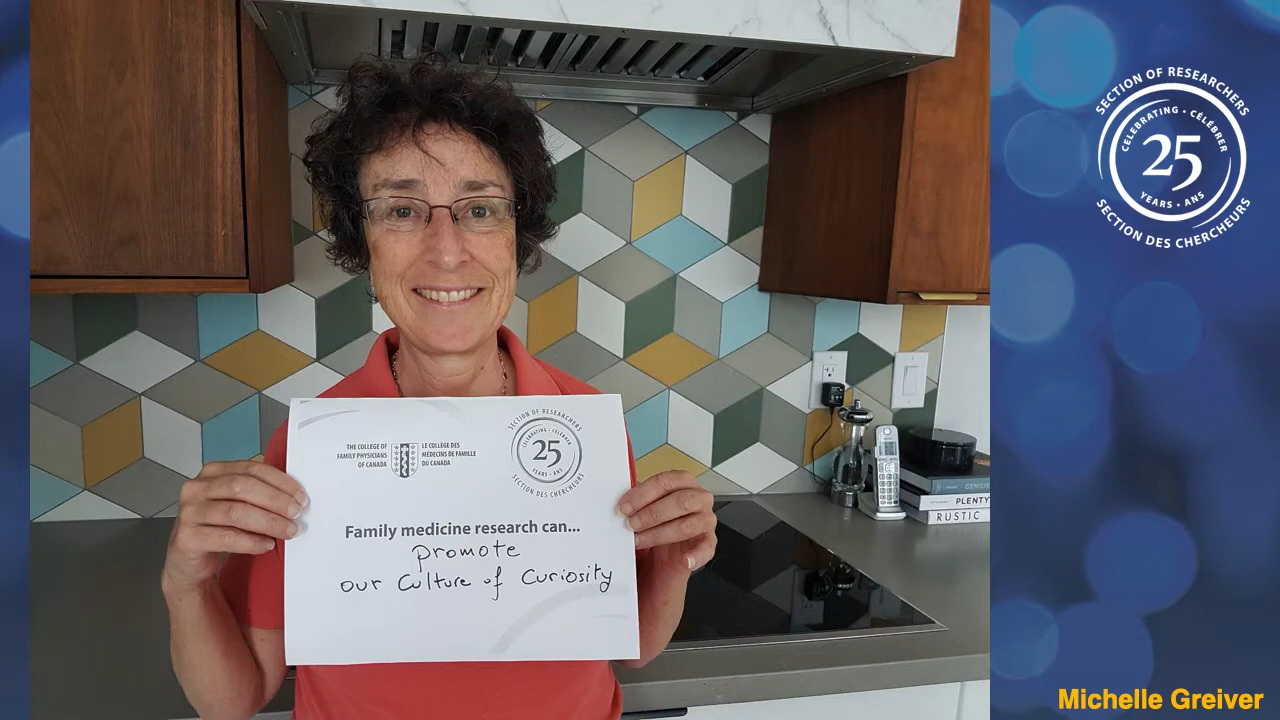 SECTION OF RESEARCHERS
CELEBRATING • CÉLÉBRER
25
YEARS • ANS
SECTION DES CHERCHEURS
THE COLLEGE OF
FAMILY PHYSICIANS
OF CANADA
LE COLLÈGE DES
MÉDECINS DE FAMILLE
DU CANADA
SECTION OF RESEARCHERS
CELEBRATING • CÉLÉBRER
25
YEARS • ANS
SECTION DES CHERCHEURS
Family medicine research can...
promote
our Culture of Curiosity
GENIUS
PLENTY
RUSTIC
Michelle Greiver